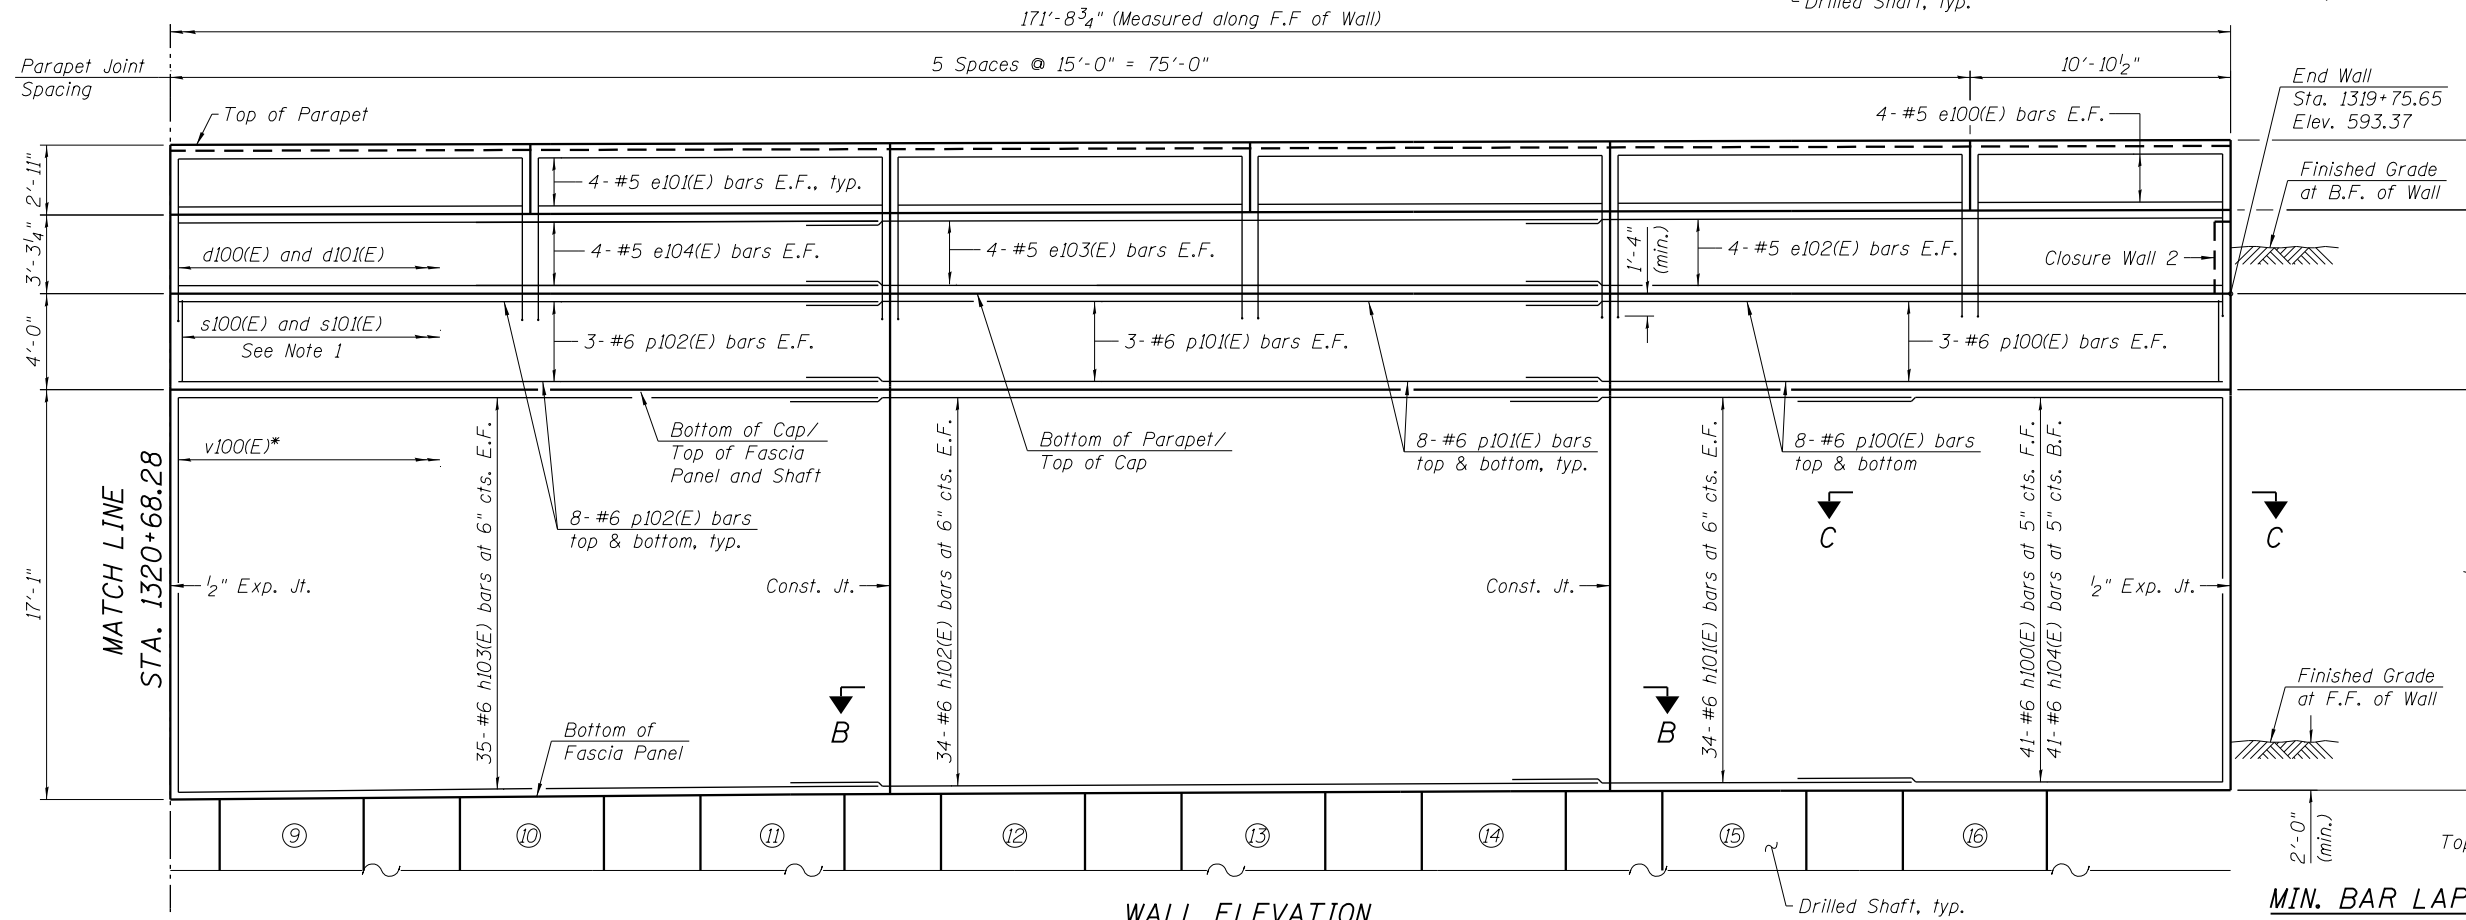 171'-8¾" (Measured along F.F of Wall)
Drilled Shaft, typ.
Parapet Joint
Spacing
5 Spaces @ 15'-0" = 75'-0"
10'-10½"
End Wall
Sta. 1319+75.65
Elev. 593.37
Top of Parapet
4-#5 e100(E) bars E.F.
2'-11"
4-#5 e101(E) bars E.F., typ.
Finished Grade
at B.F. of Wall
3'-3¼"
d100(E) and d101(E)
4-#5 e104(E) bars E.F.
4-#5 e103(E) bars E.F.
1'-4"
(min.)
4-#5 e102(E) bars E.F.
Closure Wall 2
4'-0"
s100(E) and s101(E)
See Note 1
3-#6 p102(E) bars E.F.
3-#6 p101(E) bars E.F.
3-#6 p100(E) bars E.F.
17'-1"
MATCH LINE
STA. 1320+68.28
v100(E)*
35-#6 h103(E) bars at 6" cts. E.F.
Bottom of Cap/
Top of Fascia
Panel and Shaft
34-#6 h102(E) bars at 6" cts. E.F.
Bottom of Parapet/
Top of Cap
8-#6 p101(E) bars
top & bottom, typ.
34-#6 h101(E) bars at 6" cts. E.F.
8-#6 p100(E) bars
top & bottom
41-#6 h100(E) bars at 5" cts. F.F.
41-#6 h104(E) bars at 5" cts. B.F.
8-#6 p102(E) bars
top & bottom, typ.
C
C
½" Exp. Jt.
Const. Jt.
Const. Jt.
½" Exp. Jt.
B
B
Bottom of
Fascia Panel
Finished Grade
at F.F. of Wall
9
10
11
12
13
14
15
16
2'-0"
(min.)
Drilled Shaft, typ.
WALL ELEVATION
MIN. BAR LAP